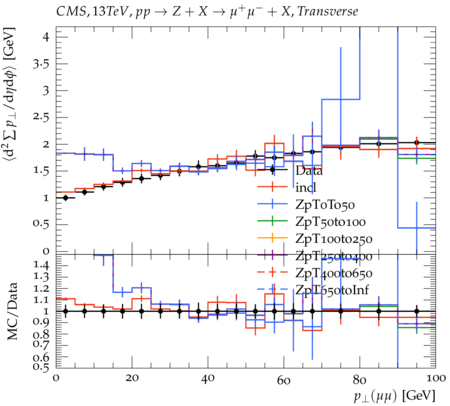 CMS, 13TeV, pp → Z + X → μ⁺μ⁻ + X, Transverse
⟨d² ∑ p⊥/dηdϕ⟩ [GeV]
4
3.5
3
2.5
2
1.5
1
0.5
0
Data
incl
ZpT0To50
ZpT50to100
ZpT100to250
ZpT250to400
ZpT400to650
ZpT650toInf
MC/Data
1.4
1.3
1.2
1.1
1
0.9
0.8
0.7
0.6
0.5
0 20 40 60 80 100
p⊥(μμ) [GeV]